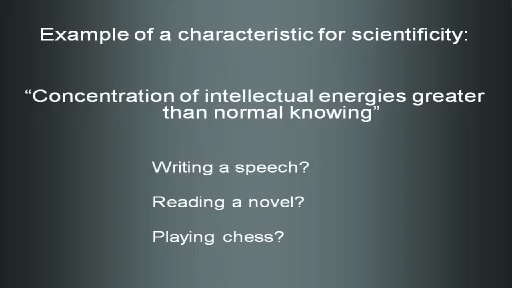 Example of a characteristic for scientificity:
“Concentration of intellectual energies greater
than normal knowing”
Writing a speech?
Reading a novel?
Playing chess?